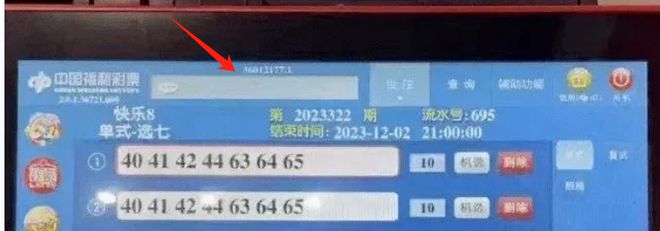 36012177.1
中国福利彩票
投注 查询 辅助功能
快乐8 第 2023322 期 流水号:695
单式-选七 结束时间: 2023-12-02 21:00:00
① 40 41 42 44 63 64 65 10 机选 删除 单式 复式
② 40 41 42 44 63 64 65 10 机选 删除 胆拖